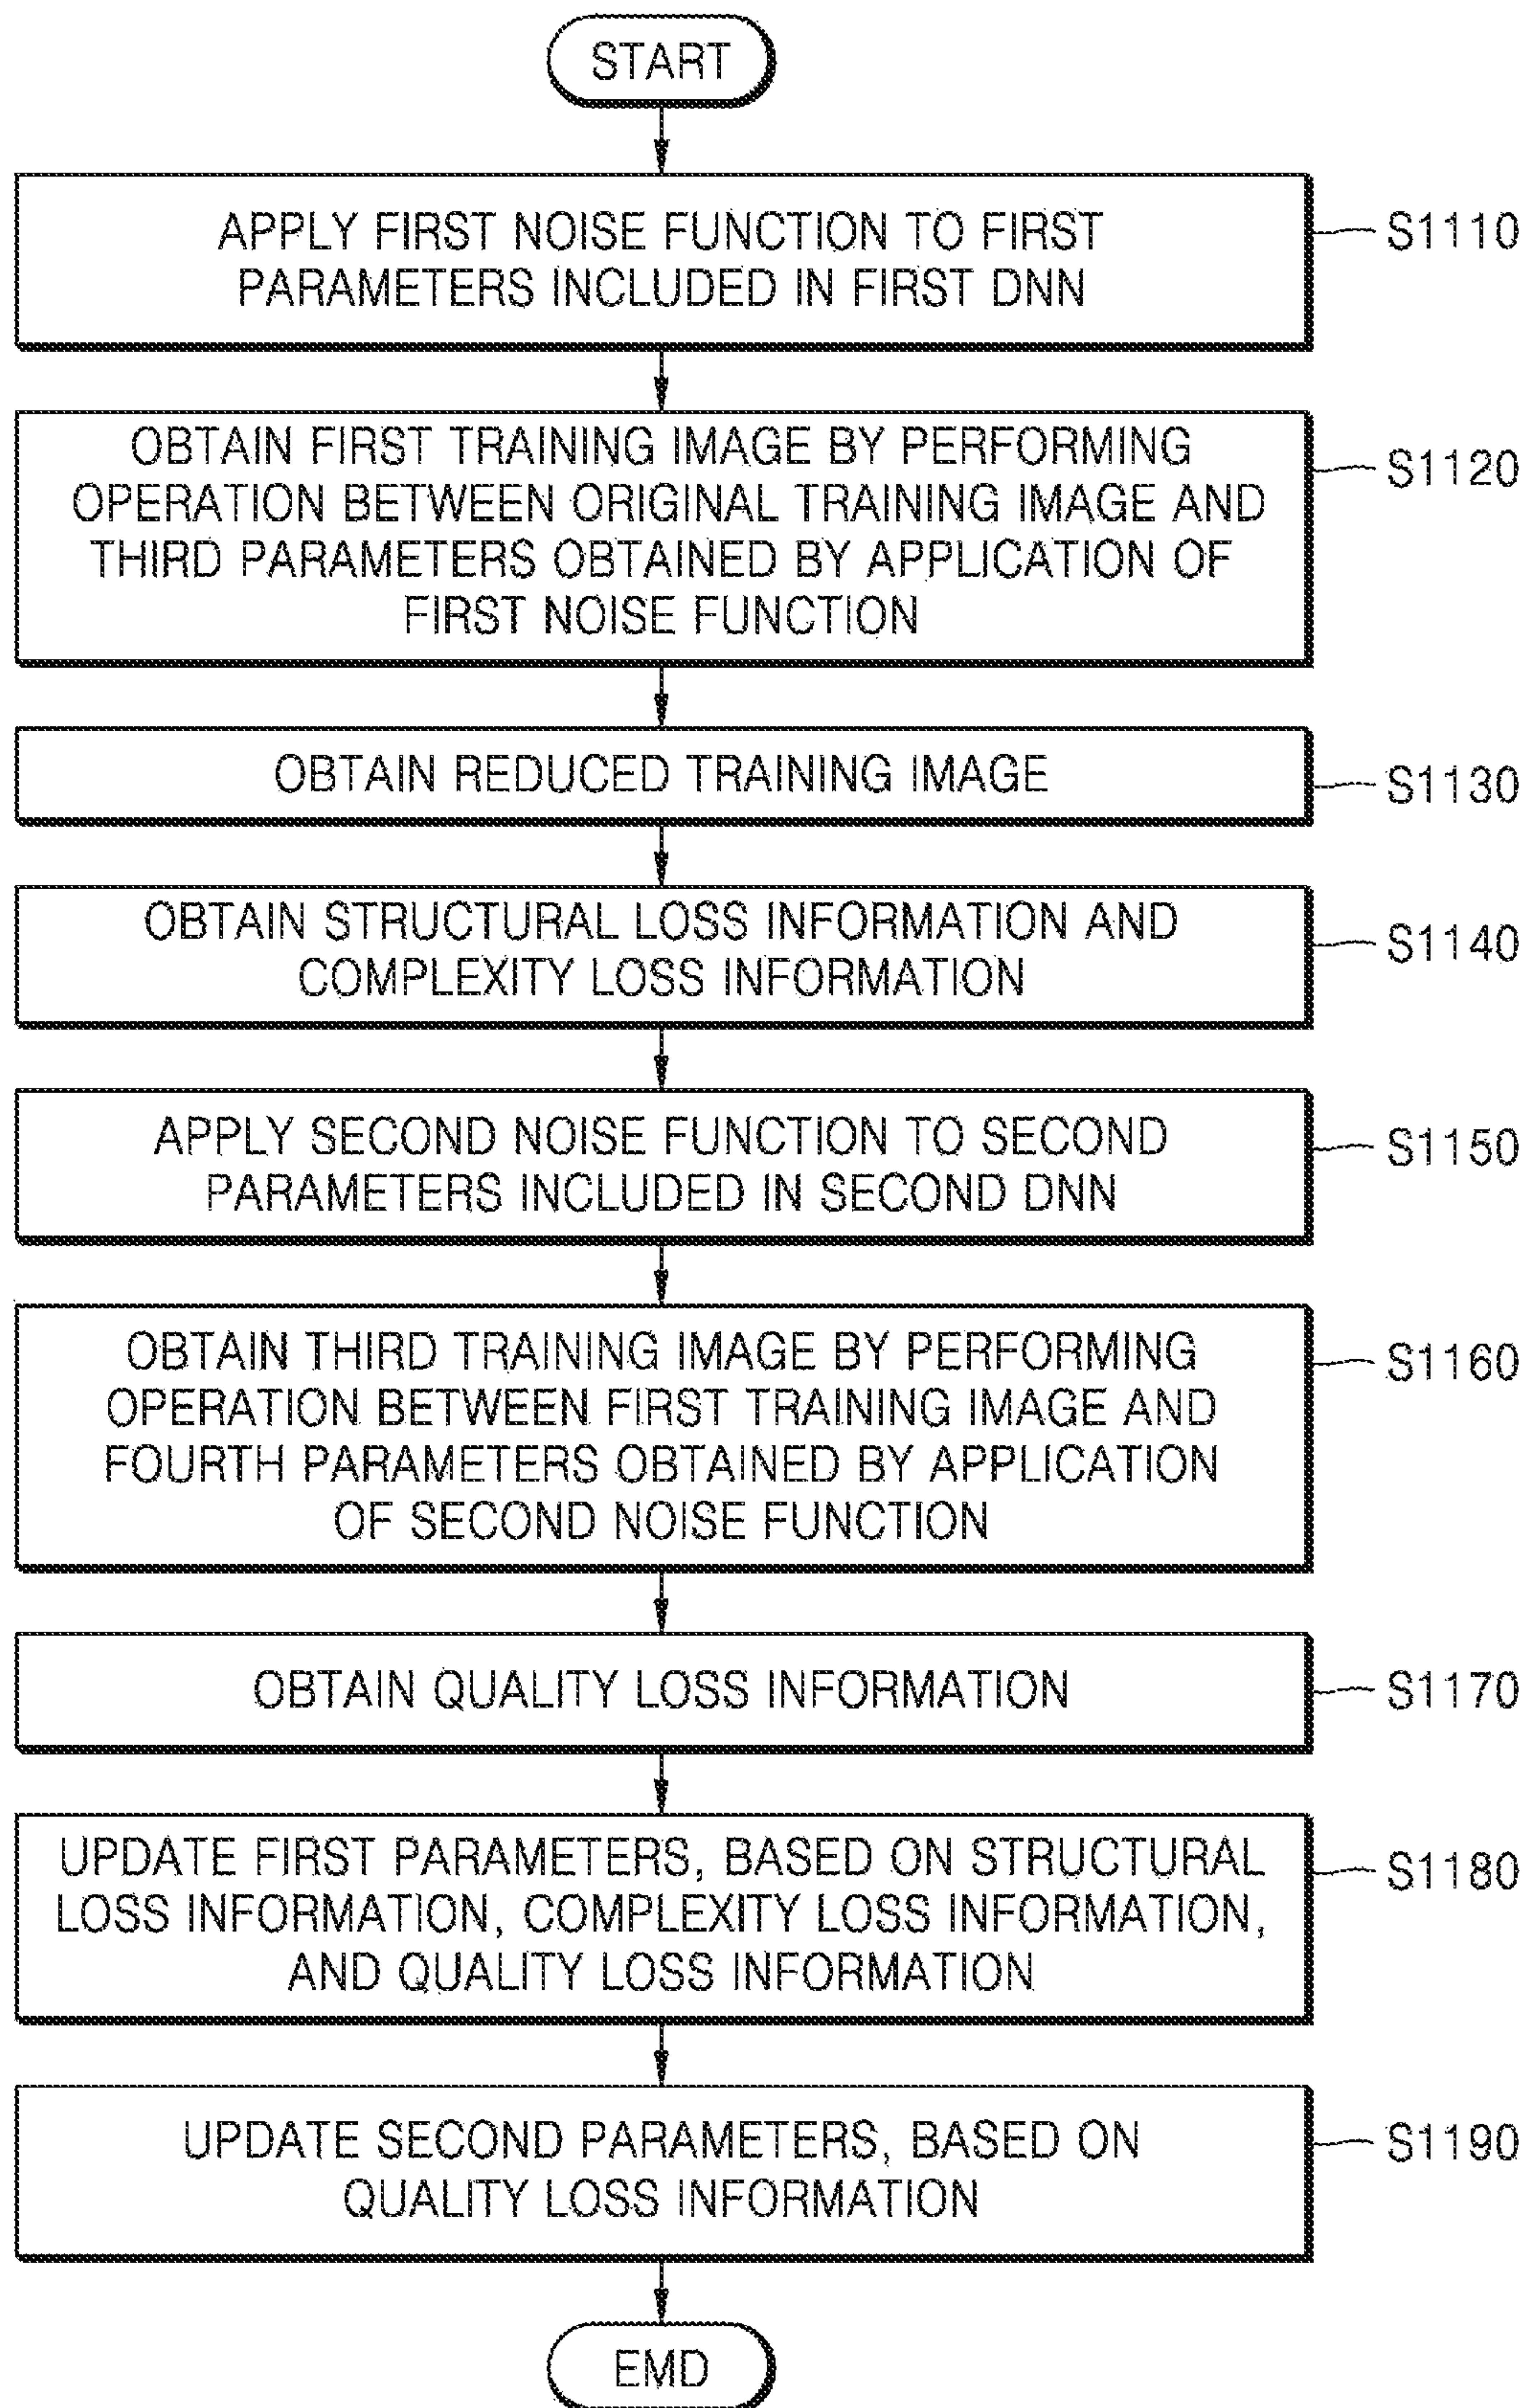 START
APPLY FIRST NOISE FUNCTION TO FIRST
PARAMETERS INCLUDED IN FIRST DNN
S1110
OBTAIN FIRST TRAINING IMAGE BY PERFORMING
OPERATION BETWEEN ORIGINAL TRAINING IMAGE AND
THIRD PARAMETERS OBTAINED BY APPLICATION OF
FIRST NOISE FUNCTION
S1120
OBTAIN REDUCED TRAINING IMAGE
S1130
OBTAIN STRUCTURAL LOSS INFORMATION AND
COMPLEXITY LOSS INFORMATION
S1140
APPLY SECOND NOISE FUNCTION TO SECOND
PARAMETERS INCLUDED IN SECOND DNN
S1150
OBTAIN THIRD TRAINING IMAGE BY PERFORMING
OPERATION BETWEEN FIRST TRAINING IMAGE AND
FOURTH PARAMETERS OBTAINED BY APPLICATION
OF SECOND NOISE FUNCTION
S1160
OBTAIN QUALITY LOSS INFORMATION
S1170
UPDATE FIRST PARAMETERS, BASED ON STRUCTURAL
LOSS INFORMATION, COMPLEXITY LOSS INFORMATION,
AND QUALITY LOSS INFORMATION
S1180
UPDATE SECOND PARAMETERS, BASED ON
QUALITY LOSS INFORMATION
S1190
EMD